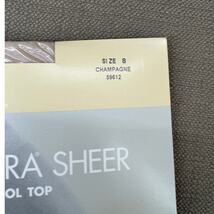 SIZE B
CHAMPAGNE
59612
RA® SHEER
OL TOP